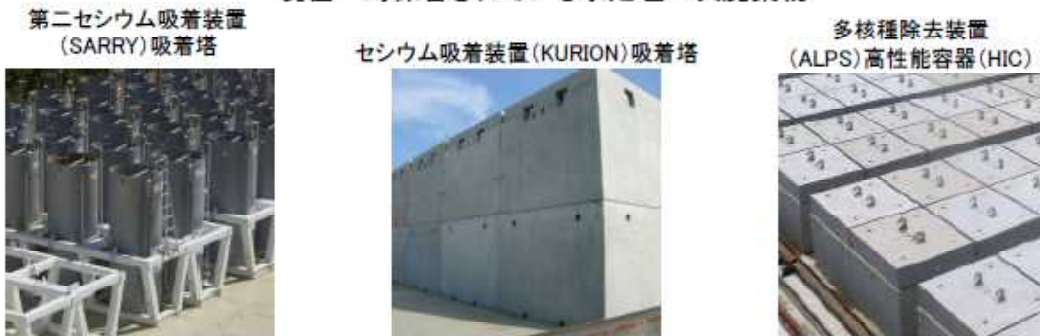 第二セシウム吸着装置
(SARRY)吸着塔
セシウム吸着装置(KURION)吸着塔
多核種除去装置
(ALPS)高性能容器(HIC)